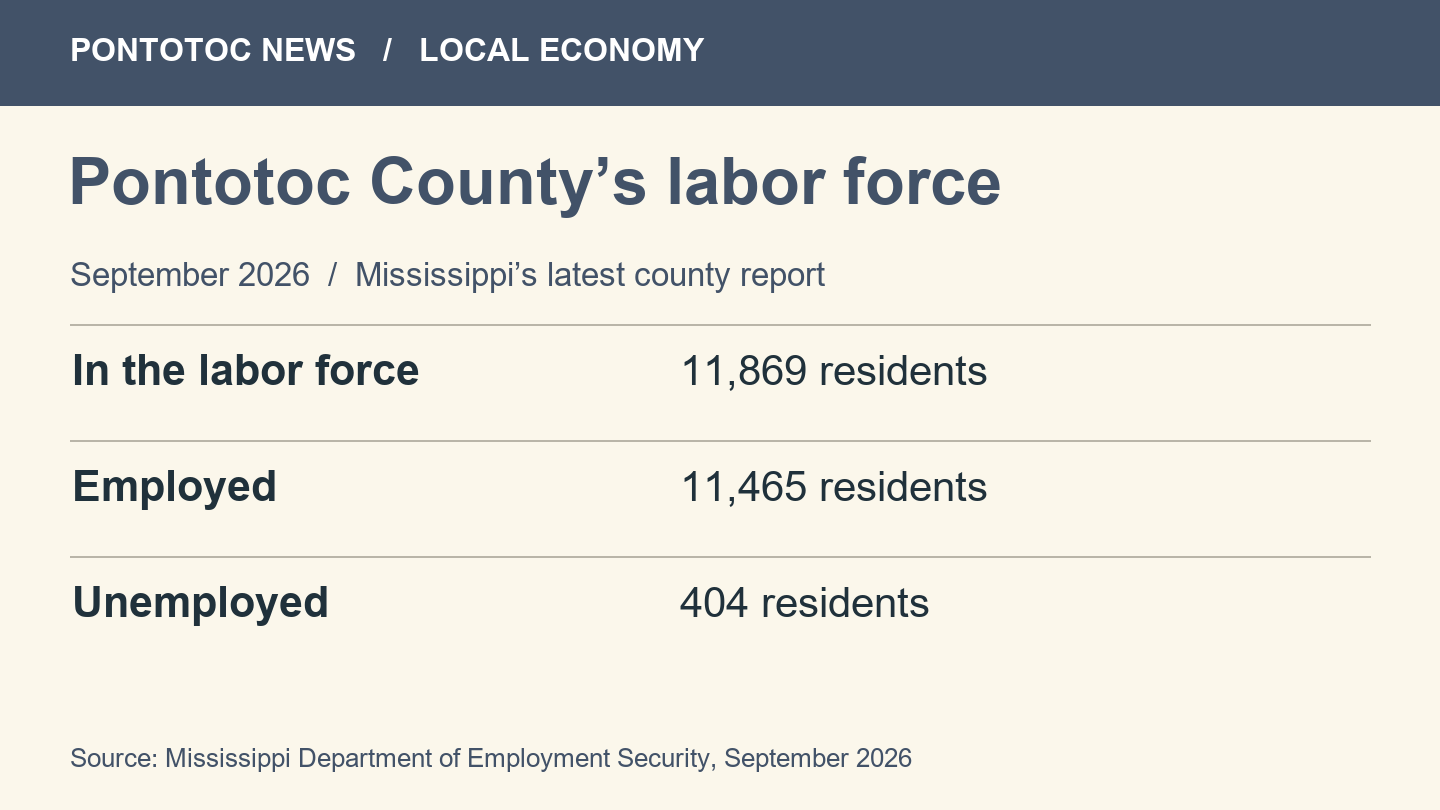 PONTOTOC NEWS / LOCAL ECONOMY
Pontotoc County’s labor force
September 2026 / Mississippi’s latest county report
In the labor force 11,869 residents
Employed 11,465 residents
Unemployed 404 residents
Source: Mississippi Department of Employment Security, September 2026